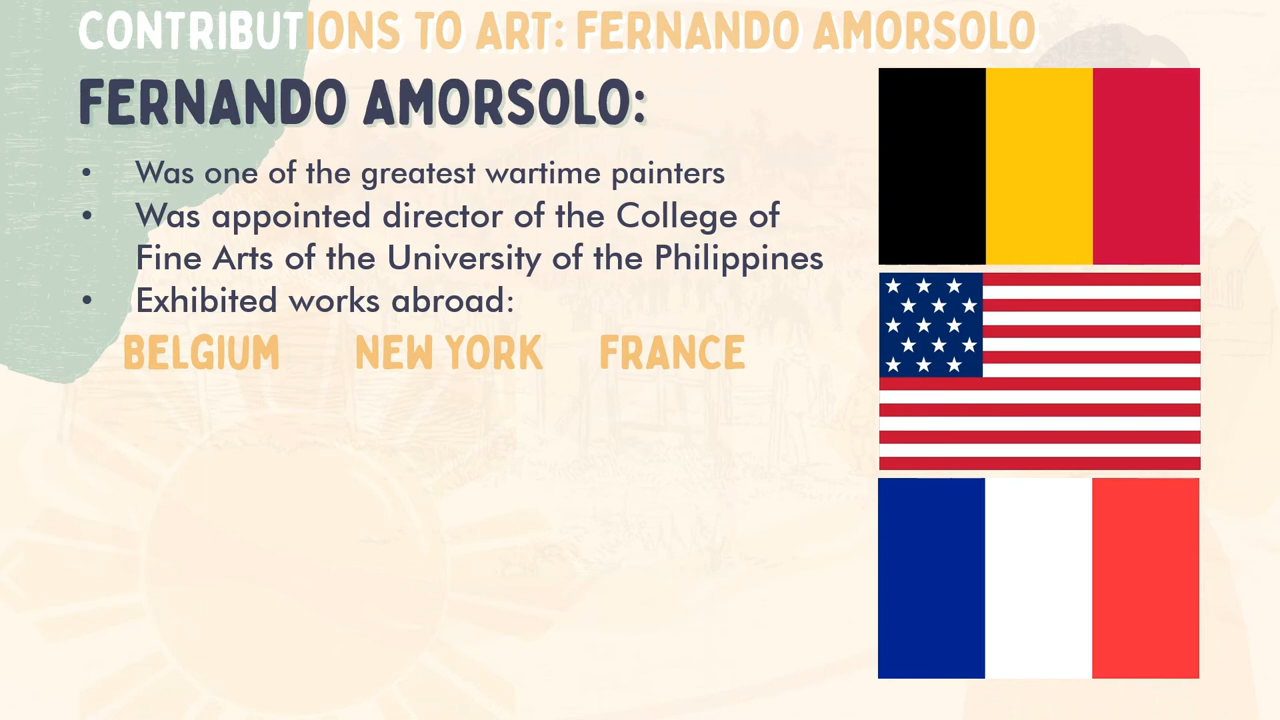 CONTRIBUTIONS TO ART: FERNANDO AMORSOLO
FERNANDO AMORSOLO:
• Was one of the greatest wartime painters
• Was appointed director of the College of
Fine Arts of the University of the Philippines
• Exhibited works abroad:
BELGIUM NEW YORK FRANCE